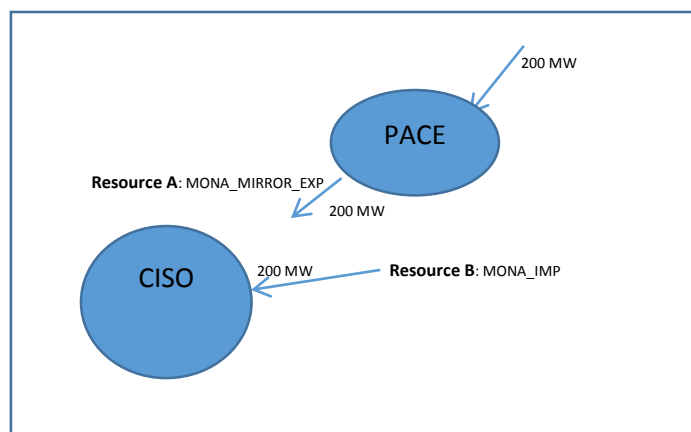 200 MW
PACE
Resource A: MONA_MIRROR_EXP
200 MW
CISO
200 MW
Resource B: MONA_IMP